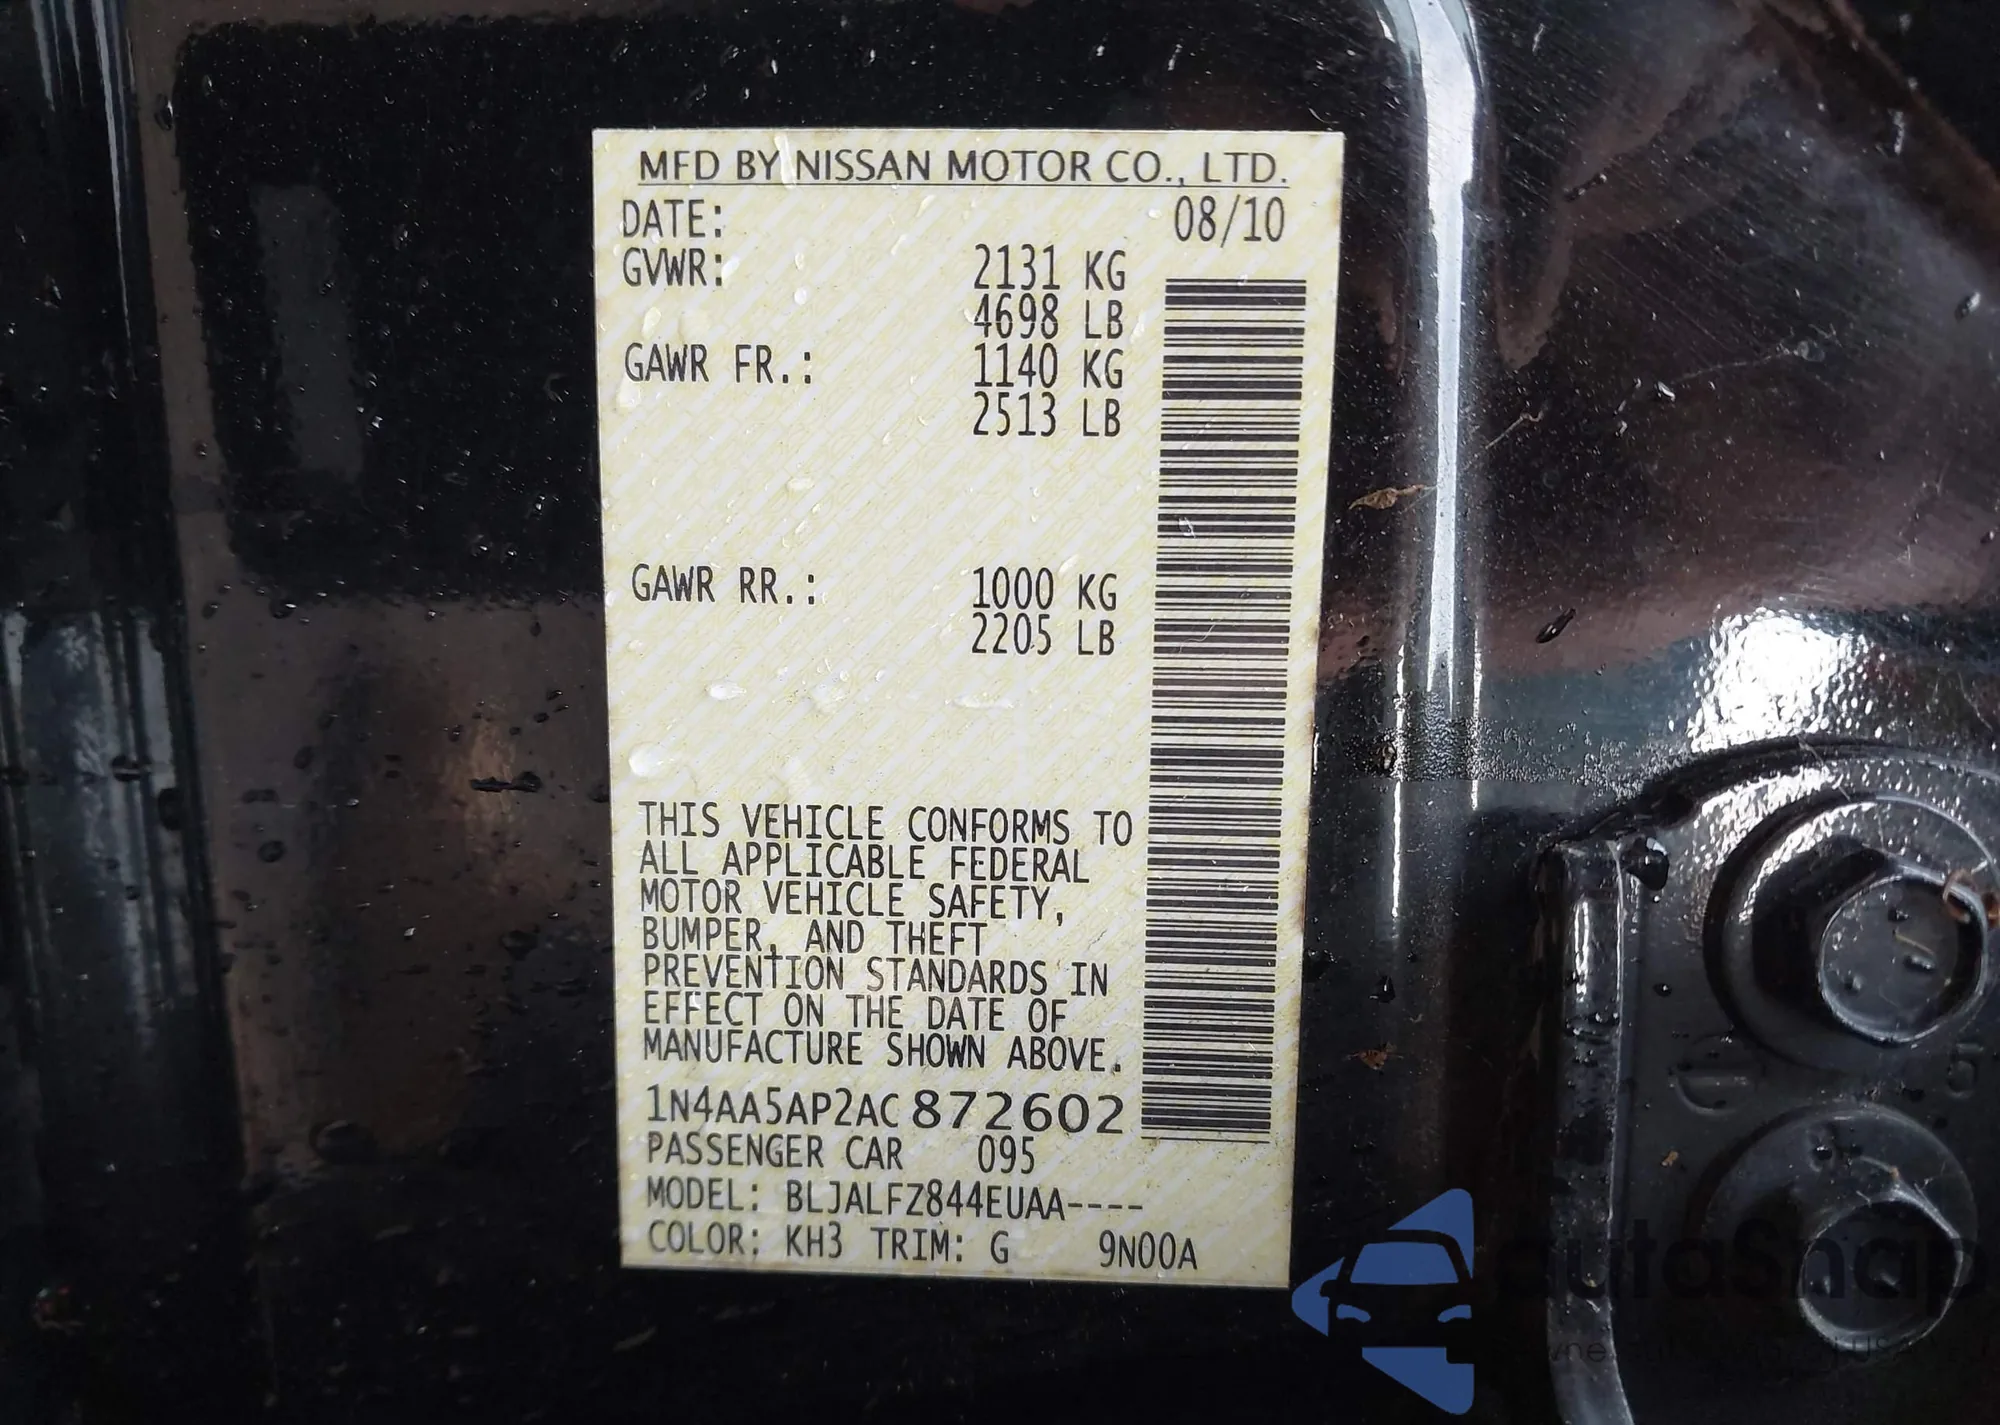 MFD BY NISSAN MOTOR CO., LTD.
DATE: 08/10
GVWR: 2131 KG
4698 LB
GAWR FR.: 1140 KG
2513 LB
GAWR RR.: 1000 KG
2205 LB
THIS VEHICLE CONFORMS TO
ALL APPLICABLE FEDERAL
MOTOR VEHICLE SAFETY,
BUMPER, AND THEFT
PREVENTION STANDARDS IN
EFFECT ON THE DATE OF
MANUFACTURE SHOWN ABOVE.
1N4AA5AP2AC872602
PASSENGER CAR 095
MODEL: BLJALFZ844EUAA----
COLOR: KH3 TRIM: G 9N00A
5
autoSnap